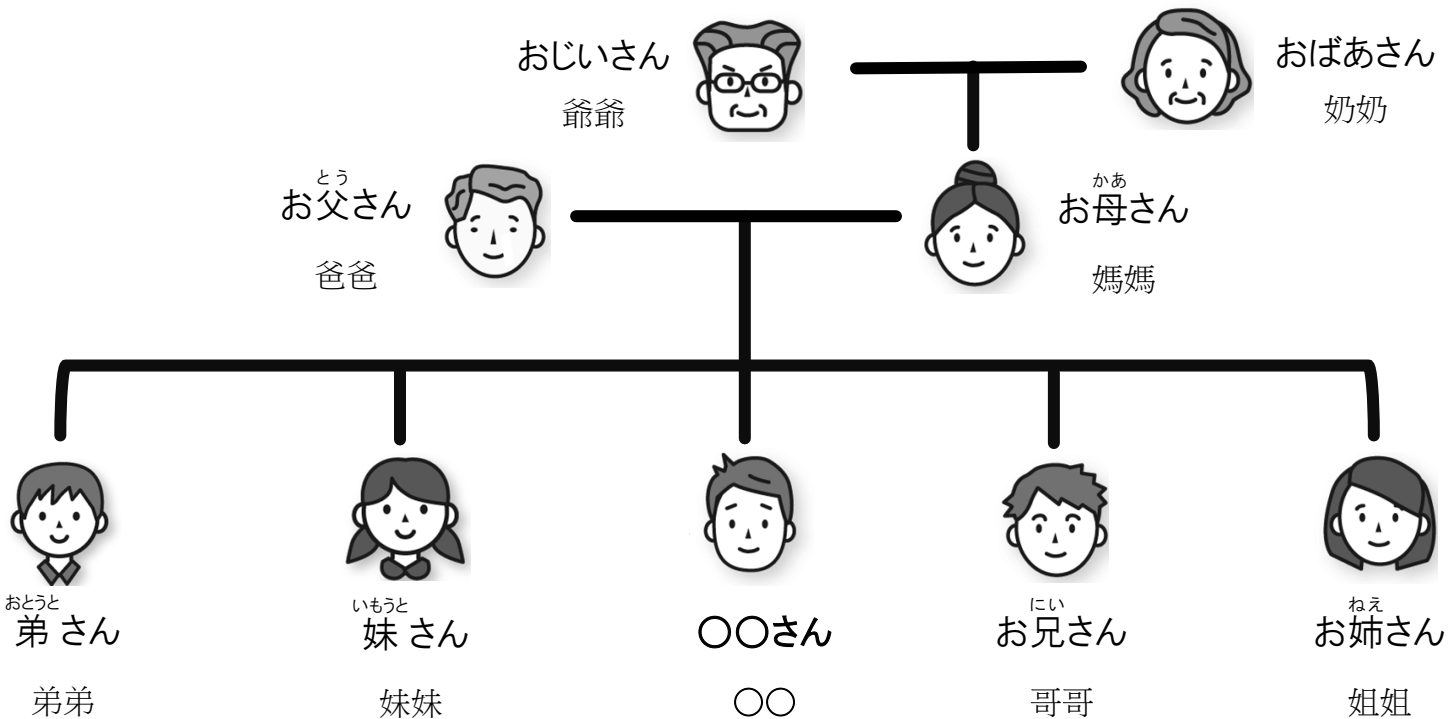 おじいさん
爺爺
おばあさん
奶奶
とう
お父さん
爸爸
かあ
お母さん
媽媽
おとうと
弟さん
弟弟
いもうと
妹さん
妹妹
○○さん
○○
にい
お兄さん
哥哥
ねえ
お姉さん
姐姐